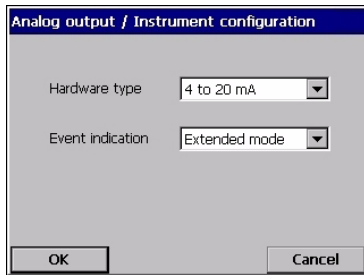 Analog output / Instrument configuration
Hardware type 4 to 20 mA
Event indication Extended mode
OK Cancel